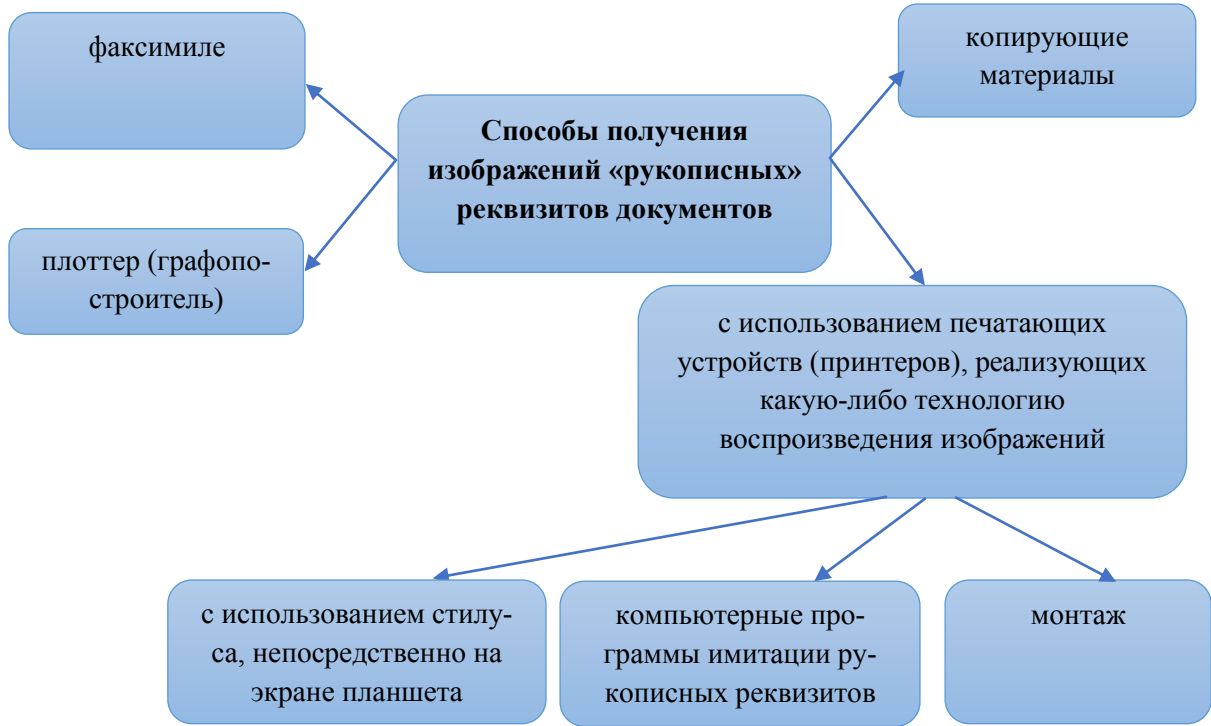 факсимиле
копирующие
материалы
Способы получения
изображений «рукописных»
реквизитов документов
плоттер (графопо-
строитель)
с использованием печатающих
устройств (принтеров), реализующих
какую-либо технологию
воспроизведения изображений
с использованием стилу-
са, непосредственно на
экране планшета
компьютерные про-
граммы имитации ру-
кописных реквизитов
монтаж